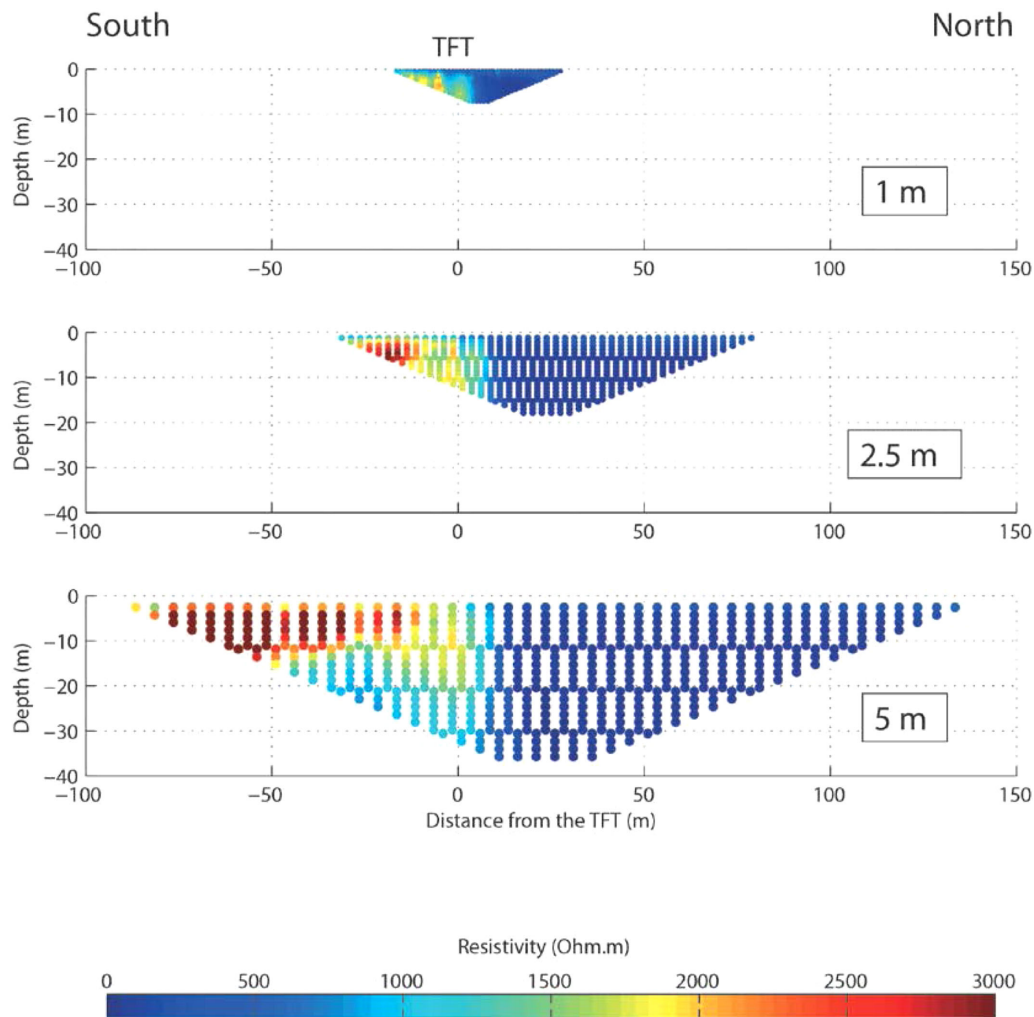 South North
TFT
0
−10
−20
−30
−40
Depth (m)
1 m
−100 −50 0 50 100 150
0
−10
−20
−30
−40
Depth (m)
2.5 m
−100 −50 0 50 100 150
0
−10
−20
−30
−40
Depth (m)
5 m
−100 −50 0 50 100 150
Distance from the TFT (m)
Resistivity (Ohm.m)
0 500 1000 1500 2000 2500 3000